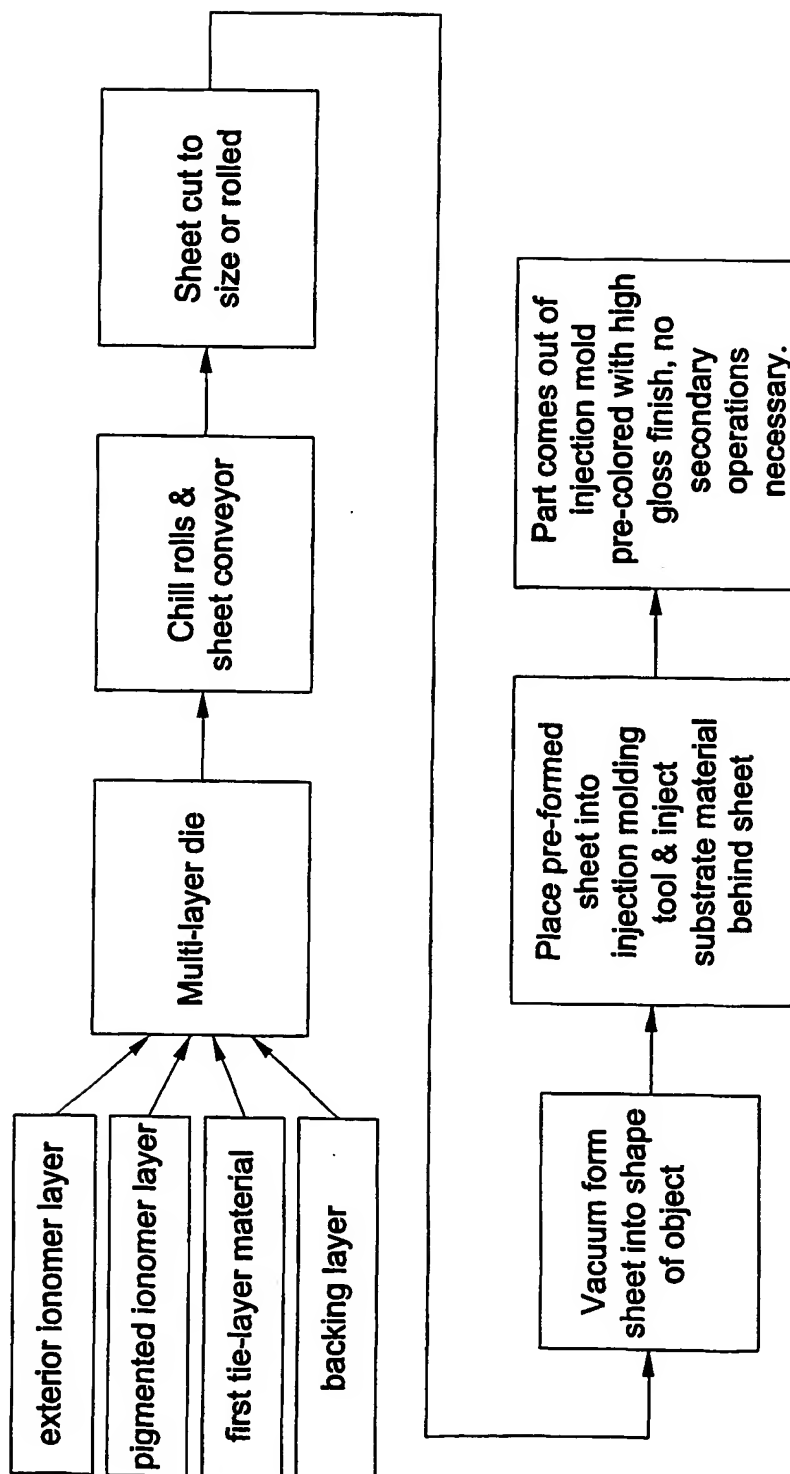 exterior ionomer layer
pigmented ionomer layer
first tie-layer material
backing layer
Multi-layer die
Chill rolls &
sheet conveyor
Sheet cut to
size or rolled
Vacuum form
sheet into shape
of object
Place pre-formed
sheet into
injection molding
tool & inject
substrate material
behind sheet
Part comes out of
injection mold
pre-colored with high
gloss finish, no
secondary
operations
necessary.